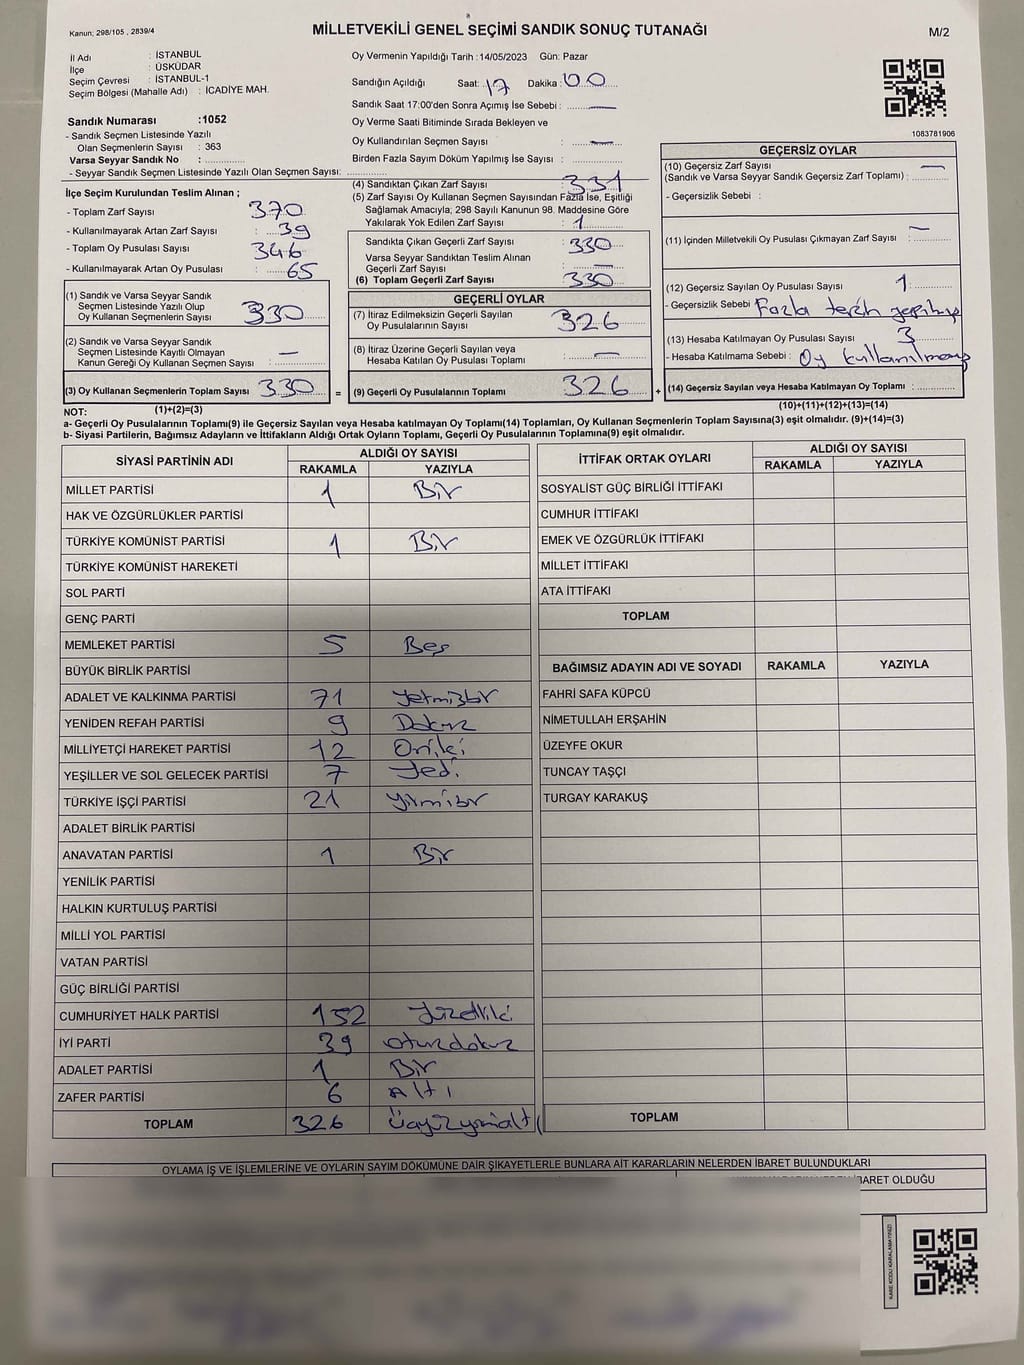 Kanun; 298/105 , 2839/4
MİLLETVEKİLİ GENEL SEÇİMİ SANDIK SONUÇ TUTANAĞI
M/2
İl Adı : İSTANBUL
İlçe : ÜSKÜDAR
Seçim Çevresi : İSTANBUL-1
Seçim Bölgesi (Mahalle Adı) : İCADİYE MAH.
Sandık Numarası :1052
- Sandık Seçmen Listesinde Yazılı
Olan Seçmenlerin Sayısı : 363
Varsa Seyyar Sandık No : ..............
- Seyyar Sandık Seçmen Listesinde Yazılı Olan Seçmen Sayısı: ..............
Oy Vermenin Yapıldığı Tarih :14/05/2023 Gün: Pazar
Sandığın Açıldığı Saat: 17 Dakika : 00
Sandık Saat 17:00'den Sonra Açımış İse Sebebi : —
Oy Verme Saati Bitiminde Sırada Bekleyen ve
Oy Kullandırılan Seçmen Sayısı : —
Birden Fazla Sayım Döküm Yapılmış İse Sayısı : ..............
1083781906
İlçe Seçim Kurulundan Teslim Alınan ;
- Toplam Zarf Sayısı : 370
- Kullanılmayarak Artan Zarf Sayısı : 39
- Toplam Oy Pusulası Sayısı : 346
- Kullanılmayarak Artan Oy Pusulası : 65
(1) Sandık ve Varsa Seyyar Sandık
Seçmen Listesinde Yazılı Olup
Oy Kullanan Seçmenlerin Sayısı : 330
(2) Sandık ve Varsa Seyyar Sandık
Seçmen Listesinde Kayıtlı Olmayan
Kanun Gereği Oy Kullanan Seçmen Sayısı : —
(3) Oy Kullanan Seçmenlerin Toplam Sayısı 330 =
(1)+(2)=(3)
(4) Sandıktan Çıkan Zarf Sayısı : 331
(5) Zarf Sayısı Oy Kullanan Seçmen Sayısından Fazla İse, Eşitliği
Sağlamak Amacıyla; 298 Sayılı Kanunun 98. Maddesine Göre
Yakılarak Yok Edilen Zarf Sayısı : 1
Sandıkta Çıkan Geçerli Zarf Sayısı : 330
Varsa Seyyar Sandıktan Teslim Alınan
Geçerli Zarf Sayısı : —
(6) Toplam Geçerli Zarf Sayısı : 330
GEÇERLİ OYLAR
(7) İtiraz Edilmeksizin Geçerli Sayılan
Oy Pusulalarının Sayısı : 326
(8) İtiraz Üzerine Geçerli Sayılan veya
Hesaba Katılan Oy Pusulası Toplamı : —
(9) Geçerli Oy Pusulalarının Toplamı 326 +
GEÇERSİZ OYLAR
(10) Geçersiz Zarf Sayısı —
(Sandık ve Varsa Seyyar Sandık Geçersiz Zarf Toplamı) : ..............
- Geçersizlik Sebebi :
(11) İçinden Milletvekili Oy Pusulası Çıkmayan Zarf Sayısı : —
(12) Geçersiz Sayılan Oy Pusulası Sayısı : 1
- Geçersizlik Sebebi : Fazla tercih
(13) Hesaba Katılmayan Oy Pusulası Sayısı : 3
- Hesaba Katılmama Sebebi : Oy
(14) Geçersiz Sayılan veya Hesaba Katılmayan Oy Toplamı : ..............
(10)+(11)+(12)+(13)=(14)
NOT:
a- Geçerli Oy Pusulalarının Toplamı(9) ile Geçersiz Sayılan veya Hesaba katılmayan Oy Toplamı(14) Toplamları, Oy Kullanan Seçmenlerin Toplam Sayısına(3) eşit olmalıdır. (9)+(14)=(3)
b- Siyasi Partilerin, Bağımsız Adayların ve İttifakların Aldığı Ortak Oyların Toplamı, Geçerli Oy Pusulalarının Toplamına(9) eşit olmalıdır.
SİYASİ PARTİNİN ADI ALDIĞI OY SAYISI
RAKAMLA YAZIYLA
MİLLET PARTİSİ 1 Bir
HAK VE ÖZGÜRLÜKLER PARTİSİ
TÜRKİYE KOMÜNİST PARTİSİ 1 Bir
TÜRKİYE KOMÜNİST HAREKETİ
SOL PARTİ
GENÇ PARTİ
MEMLEKET PARTİSİ 5 Beş
BÜYÜK BİRLİK PARTİSİ
ADALET VE KALKINMA PARTİSİ 71 Yetmişbir
YENİDEN REFAH PARTİSİ 9 Dokuz
MİLLİYETÇİ HAREKET PARTİSİ 12 Oniki
YEŞİLLER VE SOL GELECEK PARTİSİ 7 Yedi
TÜRKİYE İŞÇİ PARTİSİ 21 Yirmibir
ADALET BİRLİK PARTİSİ
ANAVATAN PARTİSİ 1 Bir
YENİLİK PARTİSİ
HALKIN KURTULUŞ PARTİSİ
MİLLİ YOL PARTİSİ
VATAN PARTİSİ
GÜÇ BİRLİĞİ PARTİSİ
CUMHURİYET HALK PARTİSİ 152 Yüzelliiki
İYİ PARTİ 39 Otuzdokuz
ADALET PARTİSİ 1 Bir
ZAFER PARTİSİ 6 Altı
TOPLAM 326 Üçyüzyirmialtı
İTTİFAK ORTAK OYLARI ALDIĞI OY SAYISI
RAKAMLA YAZIYLA
SOSYALİST GÜÇ BİRLİĞİ İTTİFAKI
CUMHUR İTTİFAKI
EMEK VE ÖZGÜRLÜK İTTİFAKI
MİLLET İTTİFAKI
ATA İTTİFAKI
TOPLAM
BAĞIMSIZ ADAYIN ADI VE SOYADI RAKAMLA YAZIYLA
FAHRİ SAFA KÜPCÜ
NİMETULLAH ERŞAHİN
ÜZEYFE OKUR
TUNCAY TAŞÇI
TURGAY KARAKUŞ
TOPLAM
OYLAMA İŞ VE İŞLEMLERİNE VE OYLARIN SAYIM DÖKÜMÜNE DAİR ŞİKAYETLERLE BUNLARA AİT KARARLARIN NELERDEN İBARET BULUNDUKLARI
İBARET OLDUĞU